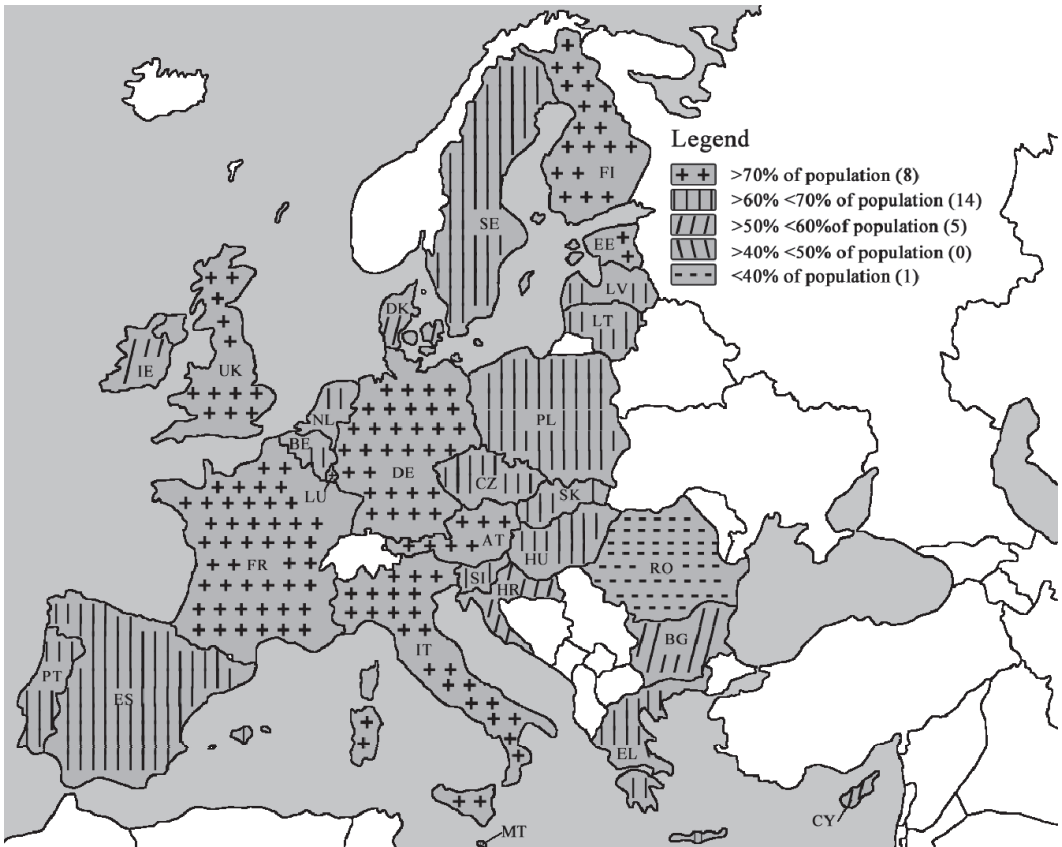 Legend
>70% of population (8)
>60% <70% of population (14)
>50% <60%of population (5)
>40% <50% of population (0)
<40% of population (1)
FI
SE
EE
LV
DK
LT
IE
UK
NL
PL
BE
DE
CZ
LU
SK
AT
HU
FR
RO
SI
HR
BG
IT
PT
ES
EL
CY
MT